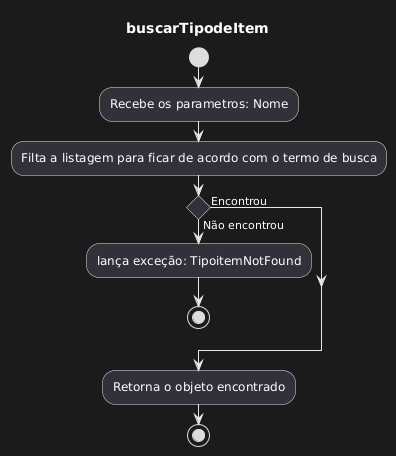 buscarTipodeItem
Recebe os parametros: Nome
Filta a listagem para ficar de acordo com o termo de busca
Encontrou
Não encontrou
lança exceção: TipoitemNotFound
Retorna o objeto encontrado